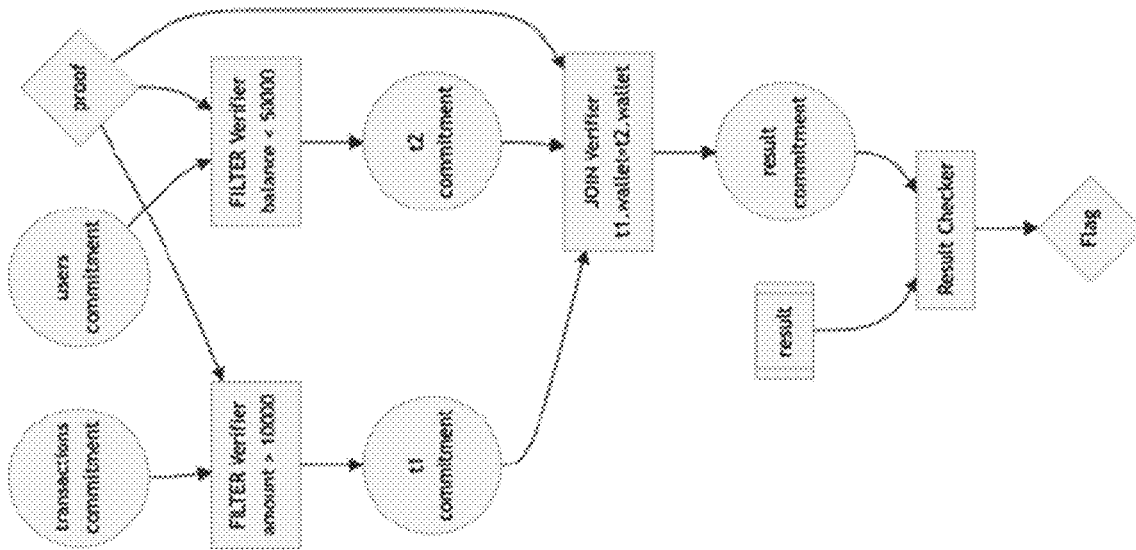 transactions
commitment
users
commitment
proof
FILTER Verifier
amount > 10000
FILTER Verifier
balance < 50000
t1
commitment
t2
commitment
JOIN Verifier
t1.wallet=t2.wallet
result
result
commitment
Result Checker
Flag